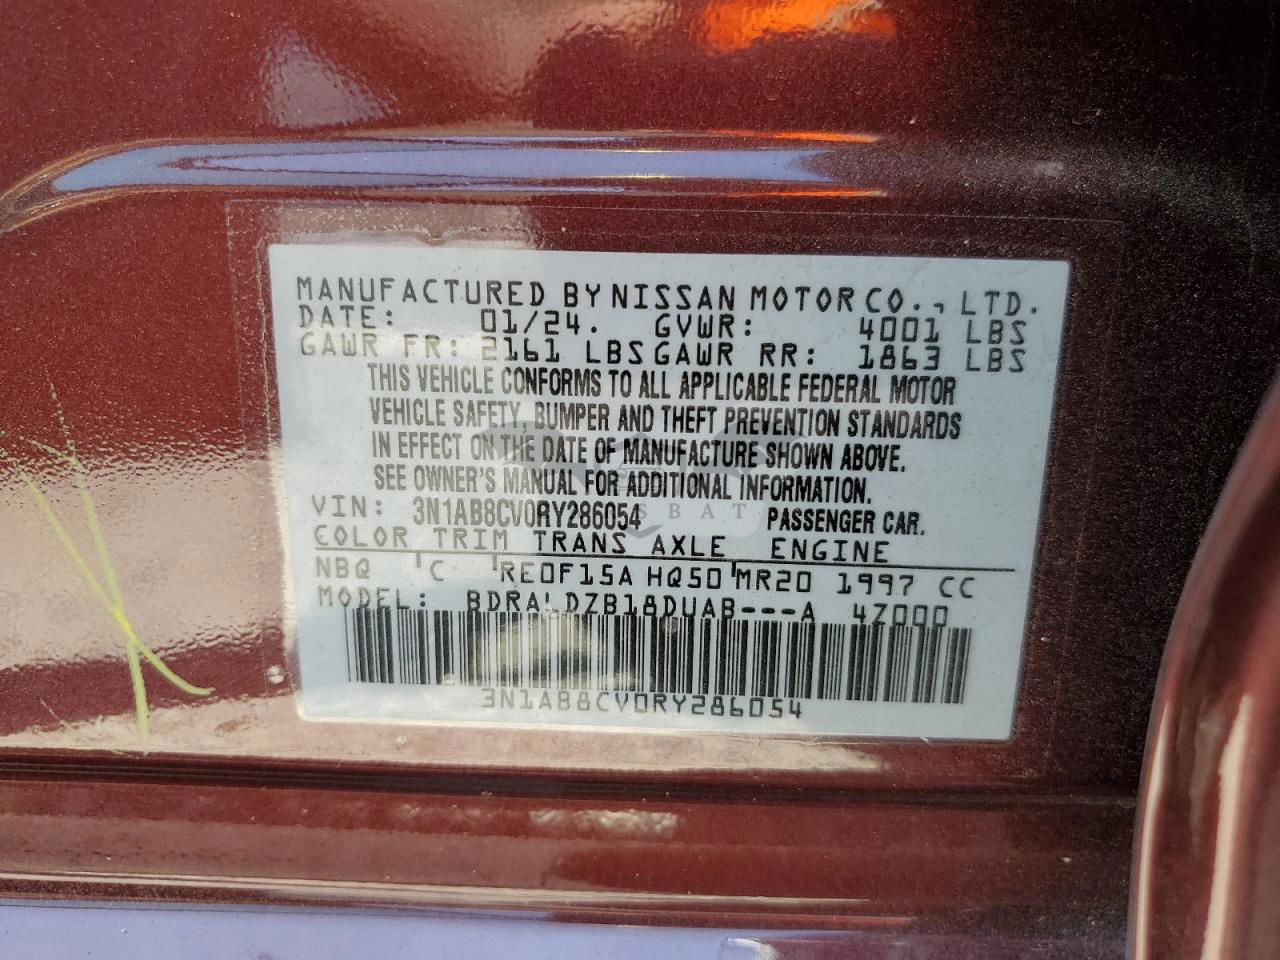 MANUFACTURED BY NISSAN MOTOR CO., LTD.
DATE: 01/24. GVWR: 4001 LBS
GAWR FR: 2161 LBS GAWR RR: 1863 LBS
THIS VEHICLE CONFORMS TO ALL APPLICABLE FEDERAL MOTOR
VEHICLE SAFETY, BUMPER AND THEFT PREVENTION STANDARDS
IN EFFECT ON THE DATE OF MANUFACTURE SHOWN ABOVE.
SEE OWNER'S MANUAL FOR ADDITIONAL INFORMATION.
VIN: 3N1AB8CV0RY286054 PASSENGER CAR.
COLOR TRIM TRANS AXLE ENGINE
NBQ C RE0F15A HQ50 MR20 1997 CC
MODEL: BDRALDZB18DUAB---A 4Z000
3N1AB8CV0RY286054